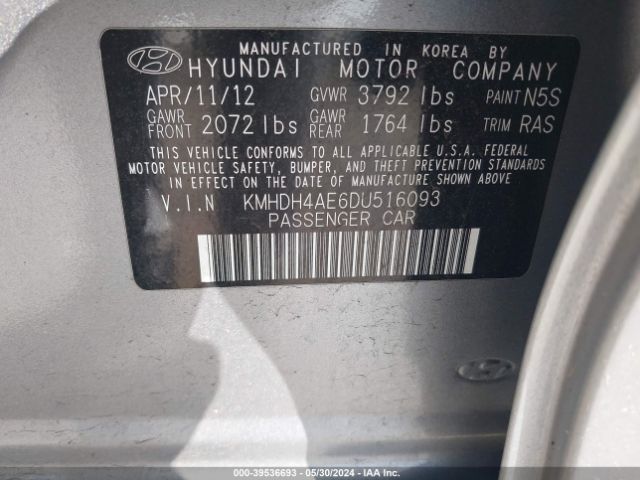 MANUFACTURED IN KOREA BY
HYUNDAI MOTOR COMPANY
APR/11/12 GVWR 3792 lbs PAINT N5S
GAWR FRONT 2072 lbs GAWR REAR 1764 lbs TRIM RAS
THIS VEHICLE CONFORMS TO ALL APPLICABLE U.S.A. FEDERAL
MOTOR VEHICLE SAFETY, BUMPER, AND THEFT PREVENTION STANDARDS
IN EFFECT ON THE DATE OF MANUFACTURE SHOWN ABOVE.
V.I.N KMHDH4AE6DU516093
PASSENGER CAR
000-39536693 - 05/30/2024 - IAA Inc.